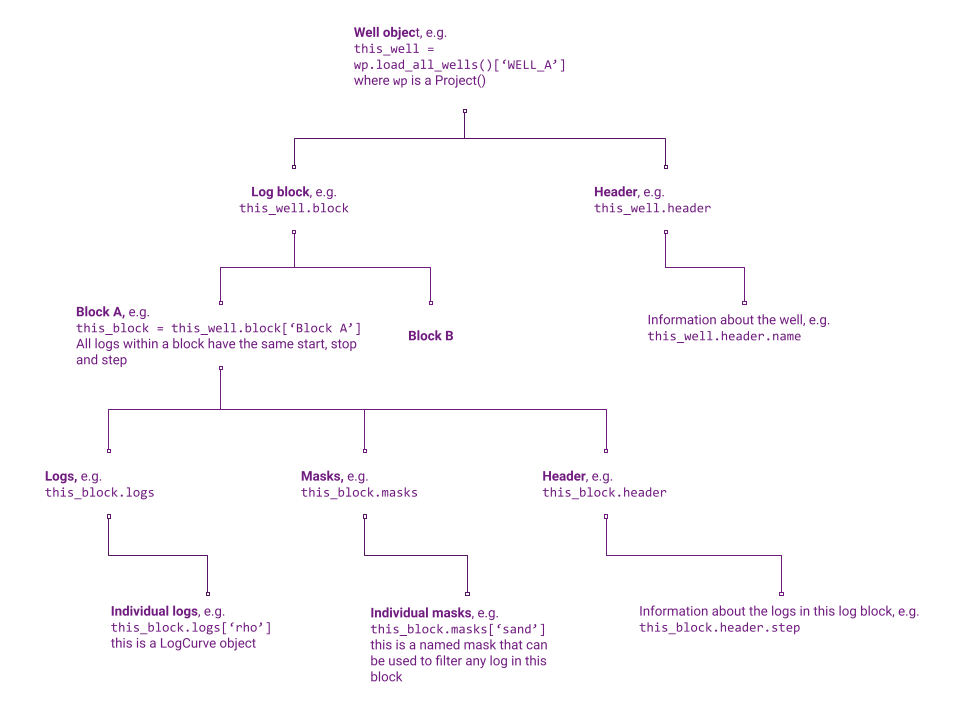 Well object, e.g.
this_well =
wp.load_all_wells()[‘WELL_A’]
where wp is a Project()
Log block, e.g.
this_well.block
Header, e.g.
this_well.header
Block A, e.g.
this_block = this_well.block[‘Block A’]
All logs within a block have the same start, stop
and step
Block B
Information about the well, e.g.
this_well.header.name
Logs, e.g.
this_block.logs
Masks, e.g.
this_block.masks
Header, e.g.
this_block.header
Individual logs, e.g.
this_block.logs[‘rho’]
this is a LogCurve object
Individual masks, e.g.
this_block.masks[‘sand’]
this is a named mask that can
be used to filter any log in this
block
Information about the logs in this log block, e.g.
this_block.header.step